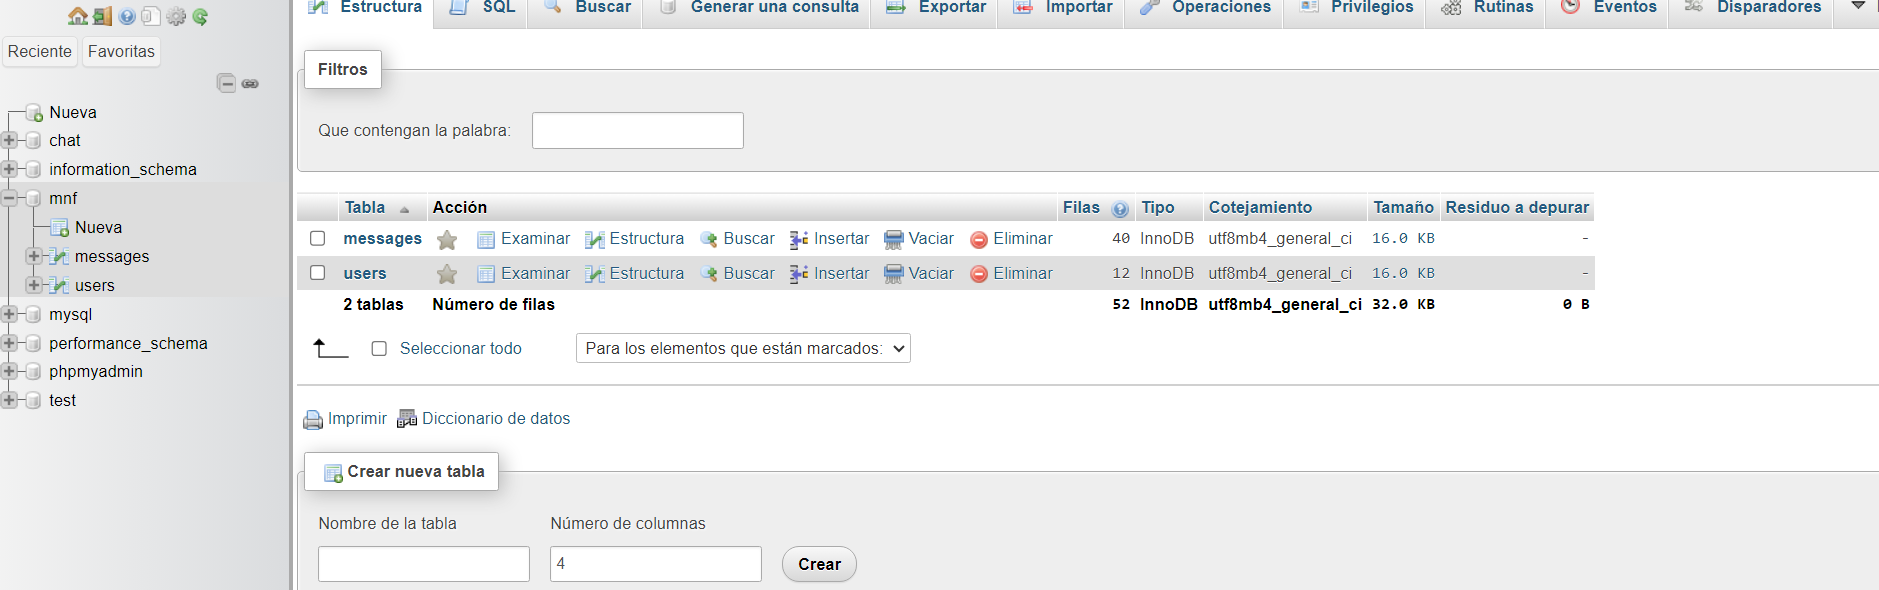 Estructura SQL Buscar Generar una consulta Exportar Importar Operaciones Privilegios Rutinas Eventos Disparadores
Reciente Favoritas
Nueva
chat
information_schema
mnf
Nueva
messages
users
mysql
performance_schema
phpmyadmin
test
Filtros
Que contengan la palabra:
Tabla Acción Filas Tipo Cotejamiento Tamaño Residuo a depurar
messages Examinar Estructura Buscar Insertar Vaciar Eliminar 40 InnoDB utf8mb4_general_ci 16.0 KB -
users Examinar Estructura Buscar Insertar Vaciar Eliminar 12 InnoDB utf8mb4_general_ci 16.0 KB -
2 tablas Número de filas 52 InnoDB utf8mb4_general_ci 32.0 KB 0 B
Seleccionar todo Para los elementos que están marcados:
Imprimir Diccionario de datos
Crear nueva tabla
Nombre de la tabla Número de columnas
4 Crear